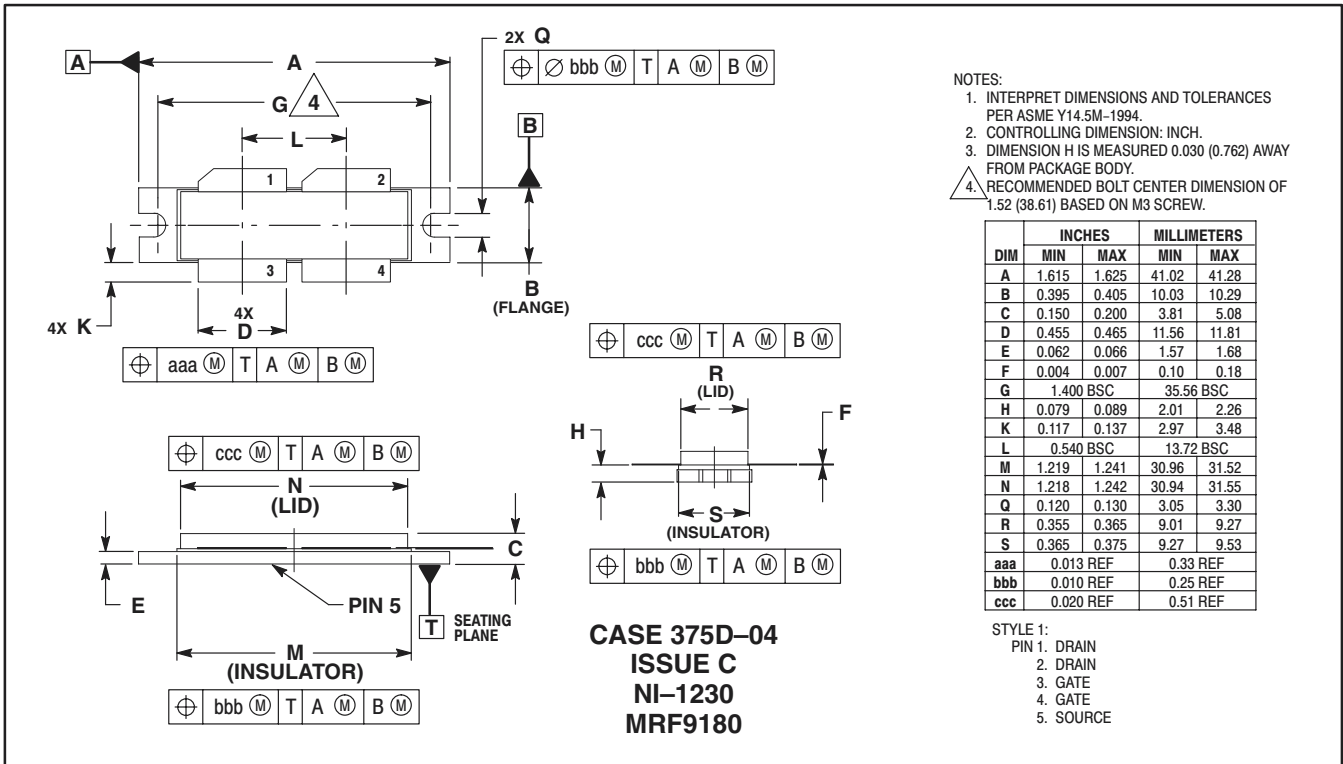 A
A
2X Q
⌖ ∅ bbb Ⓜ T A Ⓜ B Ⓜ
G 4
L
B
1 2
3 4
4X K
4X
D
B
(FLANGE)
⌖ aaa Ⓜ T A Ⓜ B Ⓜ
⌖ ccc Ⓜ T A Ⓜ B Ⓜ
R
(LID)
H
F
S
(INSULATOR)
⌖ bbb Ⓜ T A Ⓜ B Ⓜ
⌖ ccc Ⓜ T A Ⓜ B Ⓜ
N
(LID)
C
E
PIN 5
T SEATING
PLANE
M
(INSULATOR)
⌖ bbb Ⓜ T A Ⓜ B Ⓜ
CASE 375D–04
ISSUE C
NI–1230
MRF9180
NOTES:
1. INTERPRET DIMENSIONS AND TOLERANCES
PER ASME Y14.5M–1994.
2. CONTROLLING DIMENSION: INCH.
3. DIMENSION H IS MEASURED 0.030 (0.762) AWAY
FROM PACKAGE BODY.
4. RECOMMENDED BOLT CENTER DIMENSION OF
1.52 (38.61) BASED ON M3 SCREW.
INCHES MILLIMETERS
DIM MIN MAX MIN MAX
A 1.615 1.625 41.02 41.28
B 0.395 0.405 10.03 10.29
C 0.150 0.200 3.81 5.08
D 0.455 0.465 11.56 11.81
E 0.062 0.066 1.57 1.68
F 0.004 0.007 0.10 0.18
G 1.400 BSC 35.56 BSC
H 0.079 0.089 2.01 2.26
K 0.117 0.137 2.97 3.48
L 0.540 BSC 13.72 BSC
M 1.219 1.241 30.96 31.52
N 1.218 1.242 30.94 31.55
Q 0.120 0.130 3.05 3.30
R 0.355 0.365 9.01 9.27
S 0.365 0.375 9.27 9.53
aaa 0.013 REF 0.33 REF
bbb 0.010 REF 0.25 REF
ccc 0.020 REF 0.51 REF
STYLE 1:
PIN 1. DRAIN
2. DRAIN
3. GATE
4. GATE
5. SOURCE